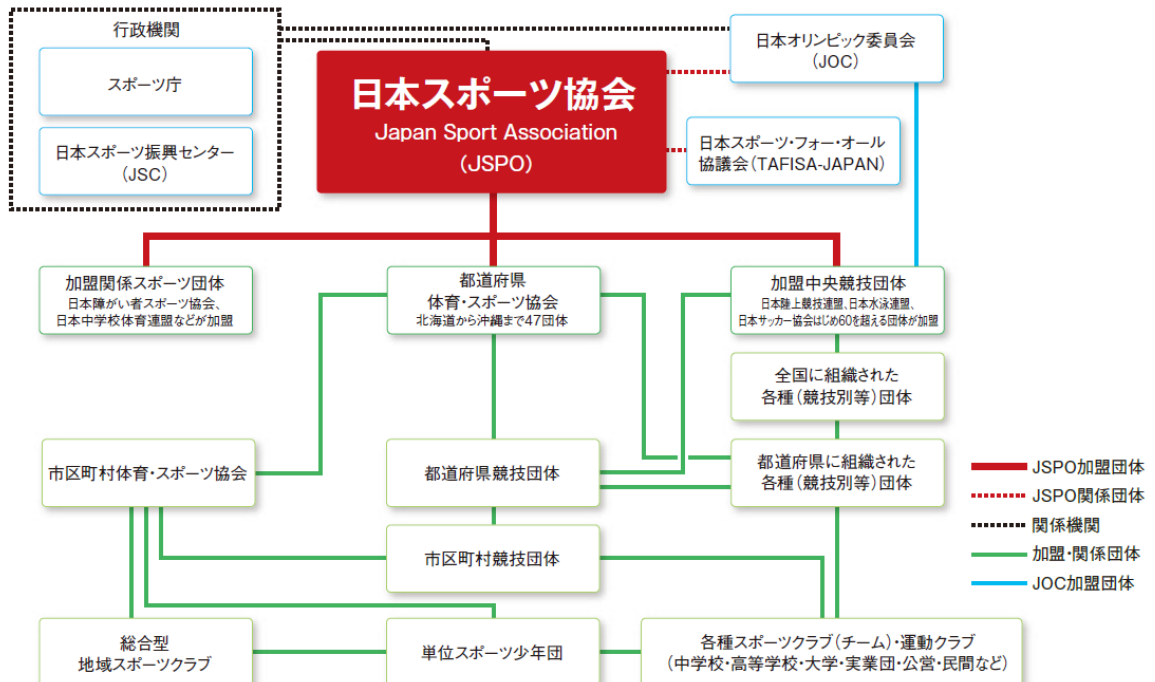 行政機関
スポーツ庁
日本スポーツ振興センター
(JSC)
日本スポーツ協会
Japan Sport Association
(JSPO)
日本オリンピック委員会
(JOC)
日本スポーツ・フォー・オール
協議会(TAFISA-JAPAN)
加盟関係スポーツ団体
日本障がい者スポーツ協会、
日本中学校体育連盟などが加盟
都道府県
体育・スポーツ協会
北海道から沖縄まで47団体
加盟中央競技団体
日本陸上競技連盟、日本水泳連盟、
日本サッカー協会はじめ60を超える団体が加盟
全国に組織された
各種(競技別等)団体
市区町村体育・スポーツ協会
都道府県競技団体
都道府県に組織された
各種(競技別等)団体
市区町村競技団体
総合型
地域スポーツクラブ
単位スポーツ少年団
各種スポーツクラブ(チーム)・運動クラブ
(中学校・高等学校・大学・実業団・公営・民間など)
JSPO加盟団体
JSPO関係団体
関係機関
加盟・関係団体
JOC加盟団体